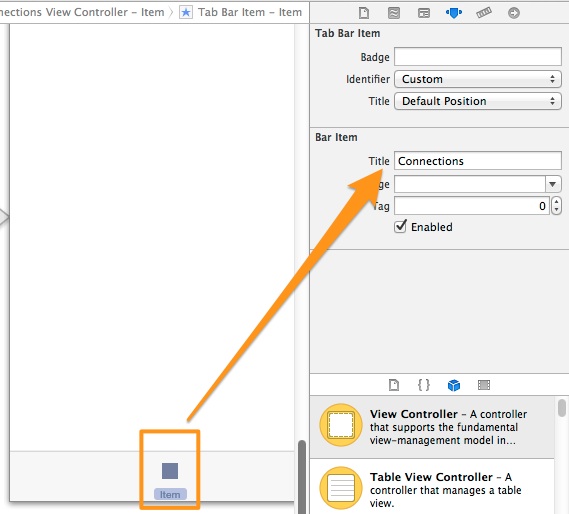 nections View Controller – Item Tab Bar Item – Item
Tab Bar Item
Badge
Identifier Custom
Title Default Position
Bar Item
Title Connections
ge
Tag 0
Enabled
{ }
View Controller – A controller
that supports the fundamental
view-management model in…
Table View Controller – A
controller that manages a table
view.
Item